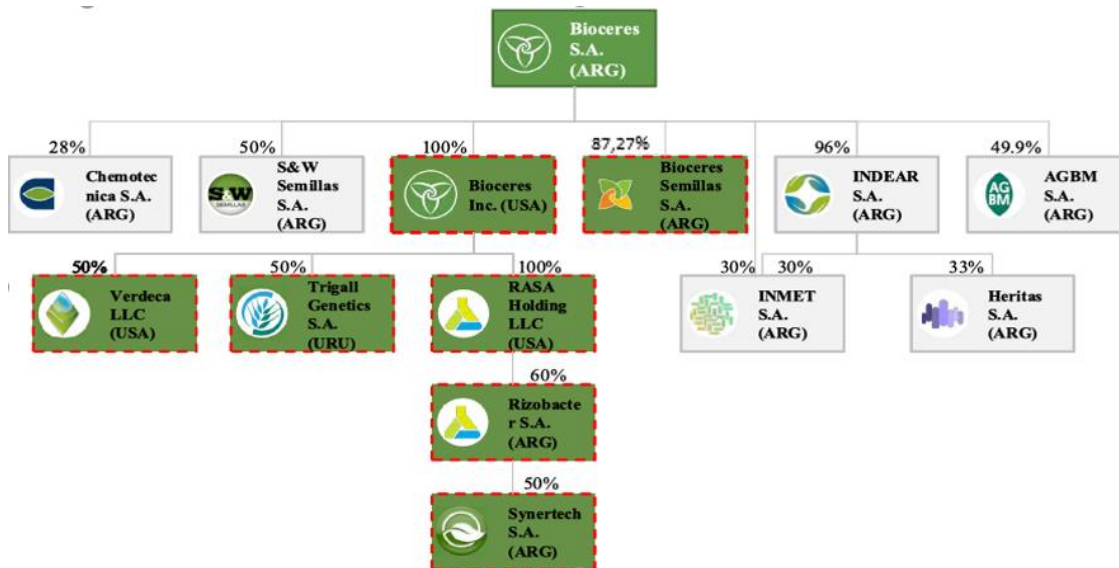 Bioceres
S.A.
(ARG)
28%
50%
100%
87,27%
96%
49.9%
Chemotec
nica S.A.
(ARG)
S&W
SEMILLAS
S&W
Semillas
S.A.
(ARG)
Bioceres
Inc. (USA)
Bioceres
Semillas
S.A.
(ARG)
INDEAR
S.A.
(ARG)
AG
BM
AGBM
S.A.
(ARG)
50%
50%
100%
30%
30%
33%
Verdeca
LLC
(USA)
Trigall
Genetics
S.A.
(URU)
RASA
Holding
LLC
(USA)
INMET
S.A.
(ARG)
Heritas
S.A.
(ARG)
60%
Rizobacte
r S.A.
(ARG)
50%
Synertech
S.A.
(ARG)